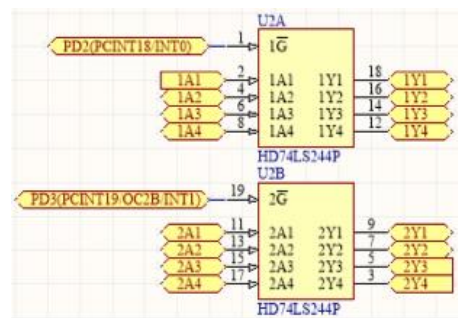 U2A
PD2(PCINT18/INT0) 1 1G
1A1 2 1A1 1Y1 18 1Y1
1A2 4 1A2 1Y2 16 1Y2
1A3 6 1A3 1Y3 14 1Y3
1A4 8 1A4 1Y4 12 1Y4
HD74LS244P
U2B
PD3(PCINT19/OC2B/INT1) 19 2G
2A1 11 2A1 2Y1 9 2Y1
2A2 13 2A2 2Y2 7 2Y2
2A3 15 2A3 2Y3 5 2Y3
2A4 17 2A4 2Y4 3 2Y4
HD74LS244P